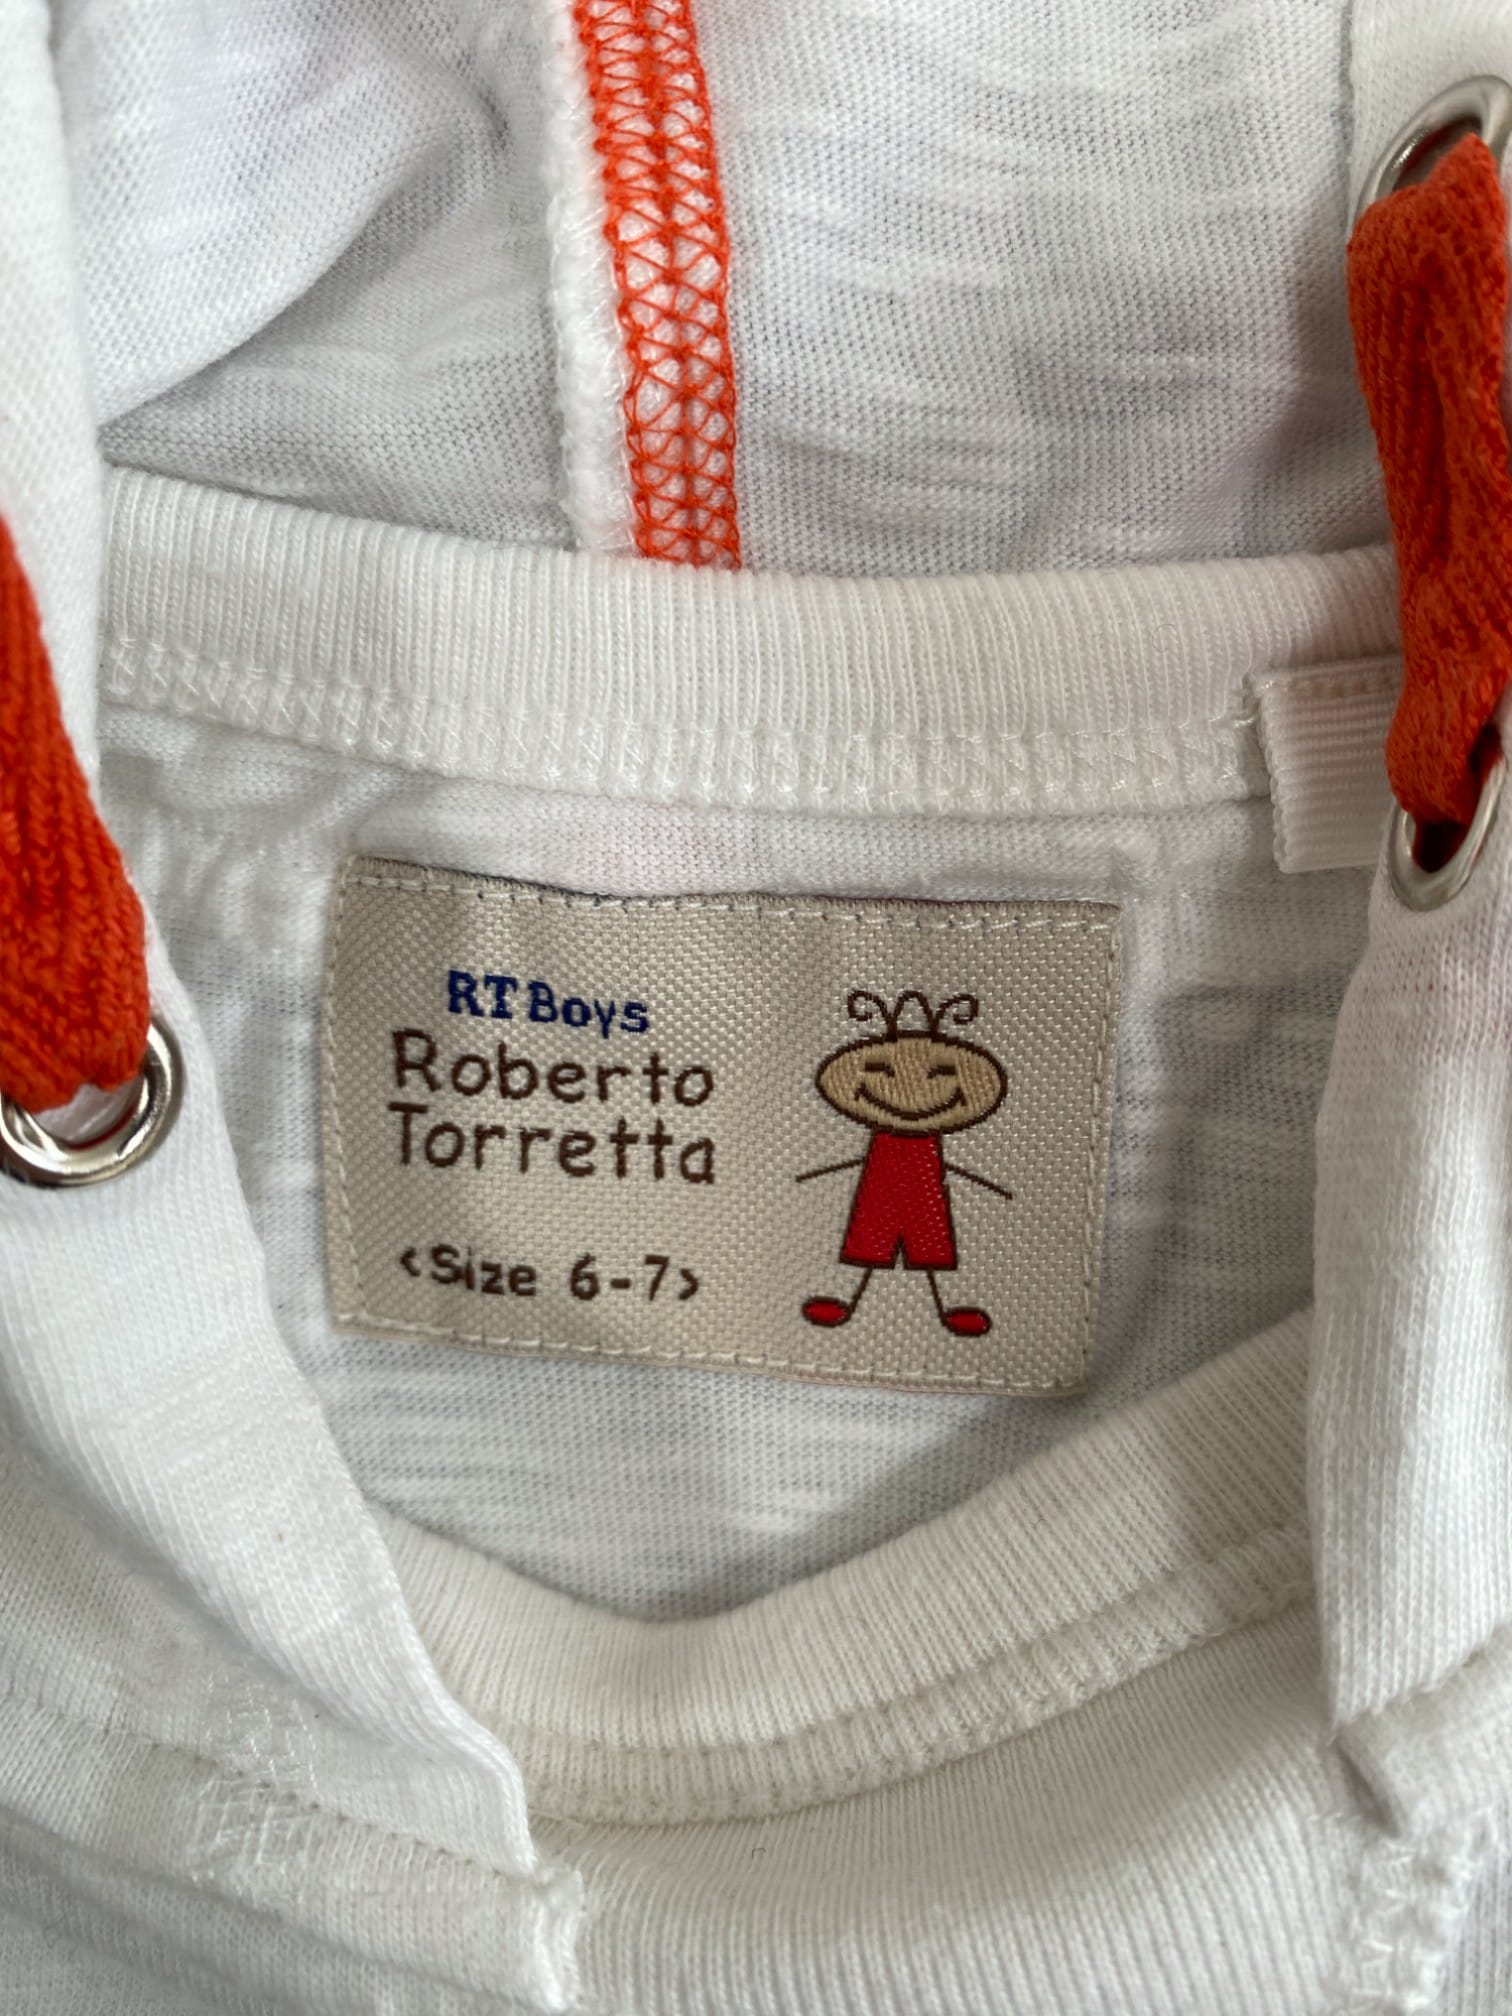 RT Boys
Roberto
Torretta
<Size 6-7>